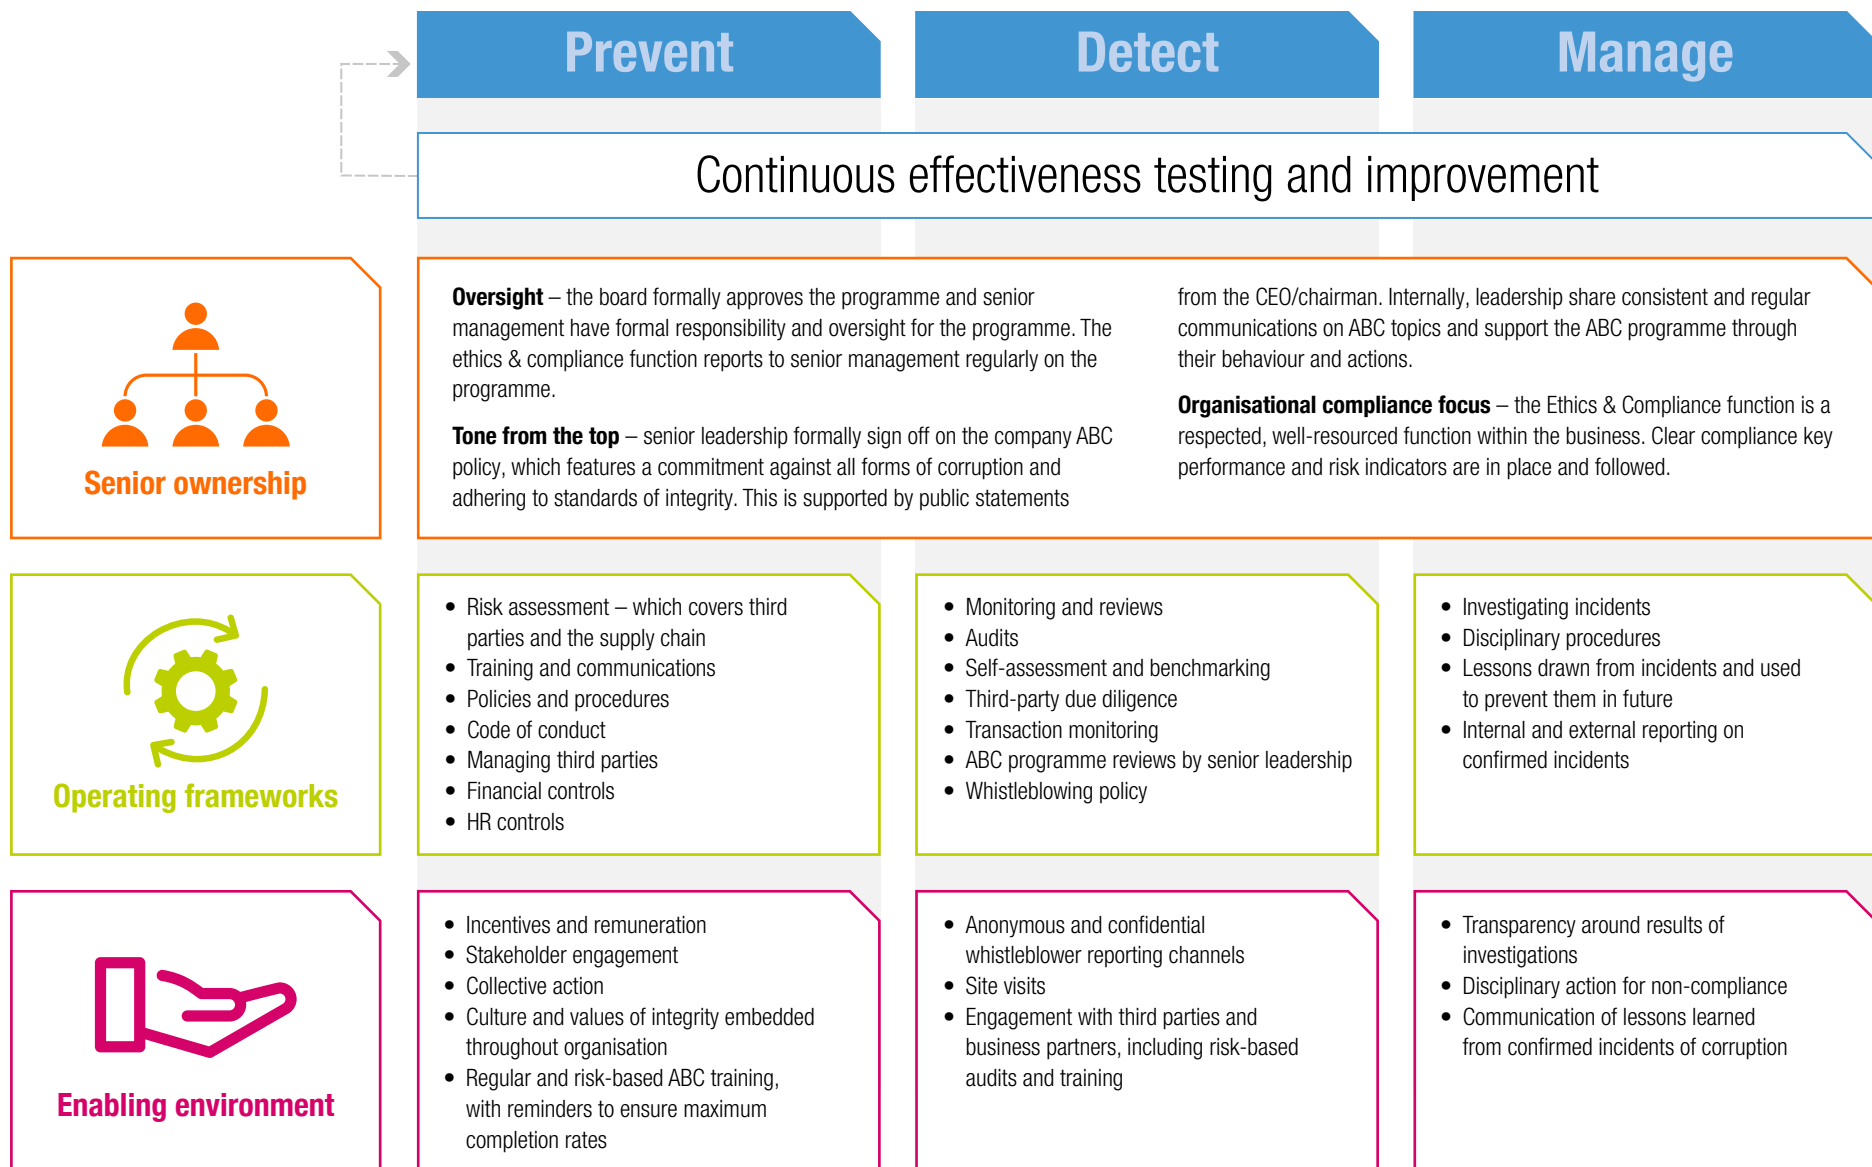 Prevent
Detect
Manage
Continuous effectiveness testing and improvement
Senior ownership
Oversight – the board formally approves the programme and senior
management have formal responsibility and oversight for the programme. The
ethics & compliance function reports to senior management regularly on the
programme.
Tone from the top – senior leadership formally sign off on the company ABC
policy, which features a commitment against all forms of corruption and
adhering to standards of integrity. This is supported by public statements
from the CEO/chairman. Internally, leadership share consistent and regular
communications on ABC topics and support the ABC programme through
their behaviour and actions.
Organisational compliance focus – the Ethics & Compliance function is a
respected, well-resourced function within the business. Clear compliance key
performance and risk indicators are in place and followed.
Operating frameworks
• Risk assessment – which covers third
parties and the supply chain
• Training and communications
• Policies and procedures
• Code of conduct
• Managing third parties
• Financial controls
• HR controls
• Monitoring and reviews
• Audits
• Self-assessment and benchmarking
• Third-party due diligence
• Transaction monitoring
• ABC programme reviews by senior leadership
• Whistleblowing policy
• Investigating incidents
• Disciplinary procedures
• Lessons drawn from incidents and used
to prevent them in future
• Internal and external reporting on
confirmed incidents
Enabling environment
• Incentives and remuneration
• Stakeholder engagement
• Collective action
• Culture and values of integrity embedded
throughout organisation
• Regular and risk-based ABC training,
with reminders to ensure maximum
completion rates
• Anonymous and confidential
whistleblower reporting channels
• Site visits
• Engagement with third parties and
business partners, including risk-based
audits and training
• Transparency around results of
investigations
• Disciplinary action for non-compliance
• Communication of lessons learned
from confirmed incidents of corruption